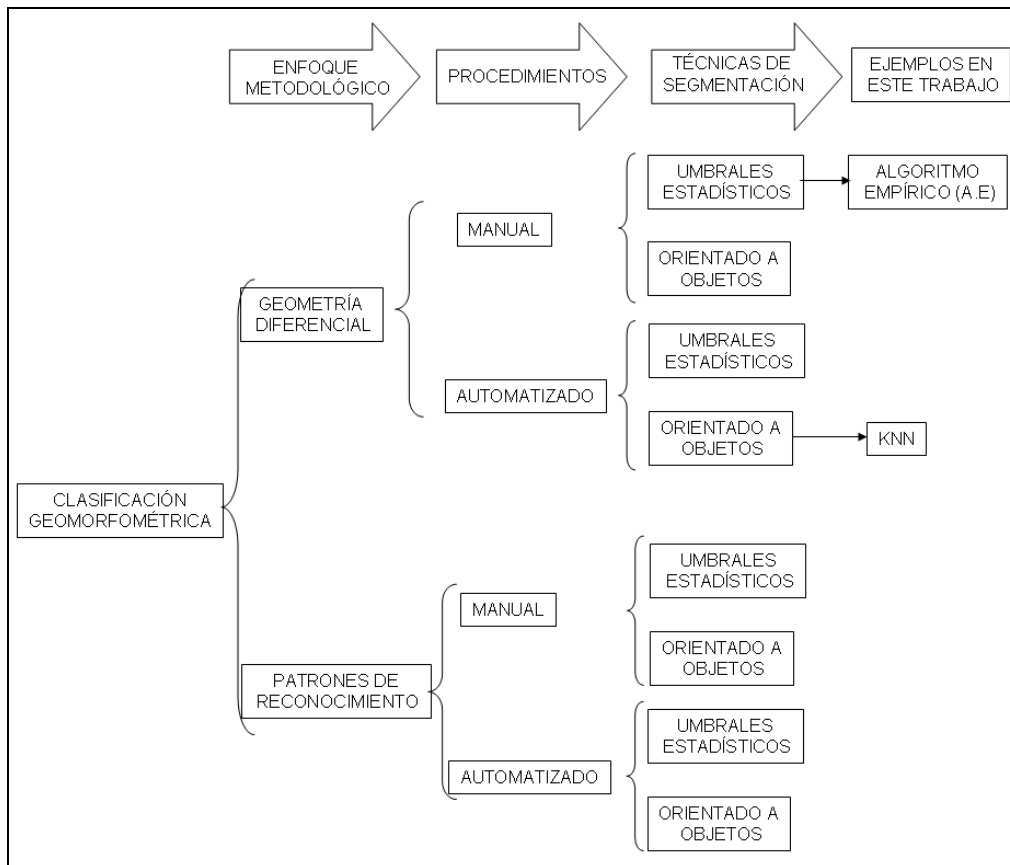 ENFOQUE
METODOLÓGICO
PROCEDIMIENTOS
TÉCNICAS DE
SEGMENTACIÓN
EJEMPLOS EN
ESTE TRABAJO
UMBRALES
ESTADÍSTICOS
ALGORITMO
EMPÍRICO (A.E)
MANUAL
ORIENTADO A
OBJETOS
GEOMETRÍA
DIFERENCIAL
UMBRALES
ESTADÍSTICOS
AUTOMATIZADO
ORIENTADO A
OBJETOS
KNN
CLASIFICACIÓN
GEOMORFOMÉTRICA
UMBRALES
ESTADÍSTICOS
MANUAL
ORIENTADO A
OBJETOS
PATRONES DE
RECONOCIMIENTO
UMBRALES
ESTADÍSTICOS
AUTOMATIZADO
ORIENTADO A
OBJETOS